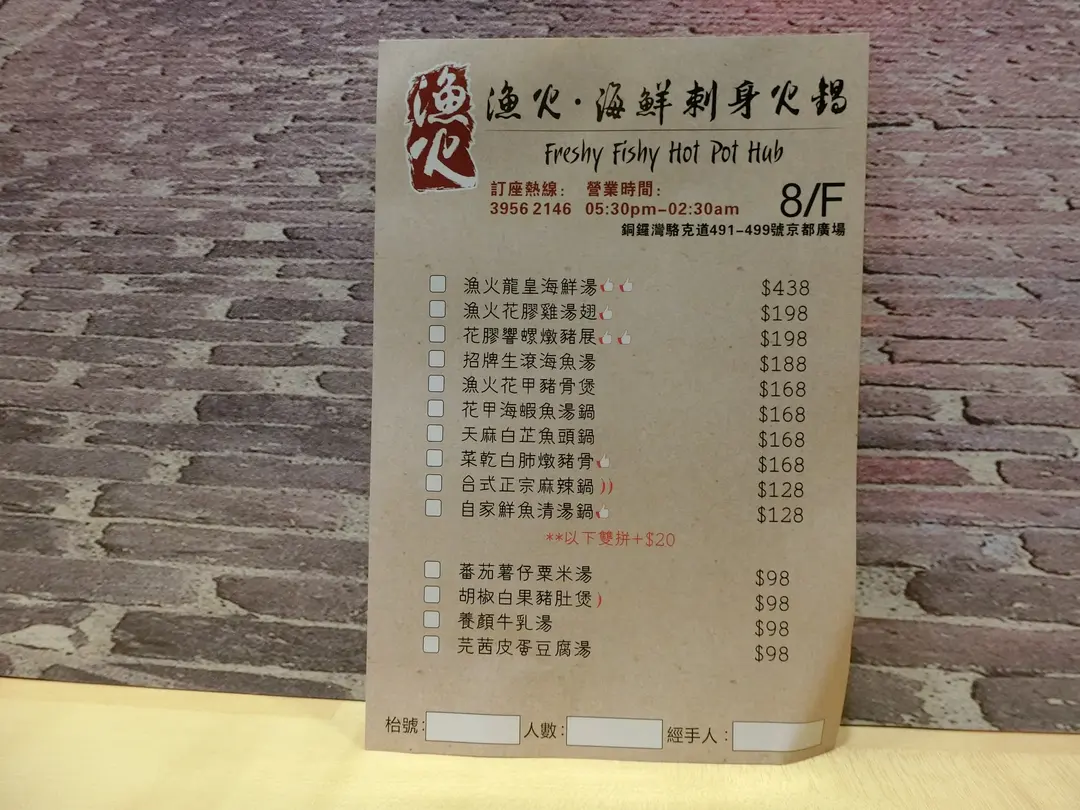 漁火
漁火·海鮮刺身火鍋
Freshy Fishy Hot Pot Hub
訂座熱線: 營業時間:
3956 2146 05:30pm-02:30am
8/F
銅鑼灣駱克道491-499號京都廣場
漁火龍皇海鮮湯 $438
漁火花膠雞湯翅 $198
花膠響螺燉豬展 $198
招牌生滾海魚湯 $188
漁火花甲豬骨煲 $168
花甲海蝦魚湯鍋 $168
天麻白芷魚頭鍋 $168
菜乾白肺燉豬骨 $168
台式正宗麻辣鍋 $128
自家鮮魚清湯鍋 $128
**以下雙拼+$20
蕃茄薯仔粟米湯 $98
胡椒白果豬肚煲 $98
養顏牛乳湯 $98
芫茜皮蛋豆腐湯 $98
枱號: 人數: 經手人: